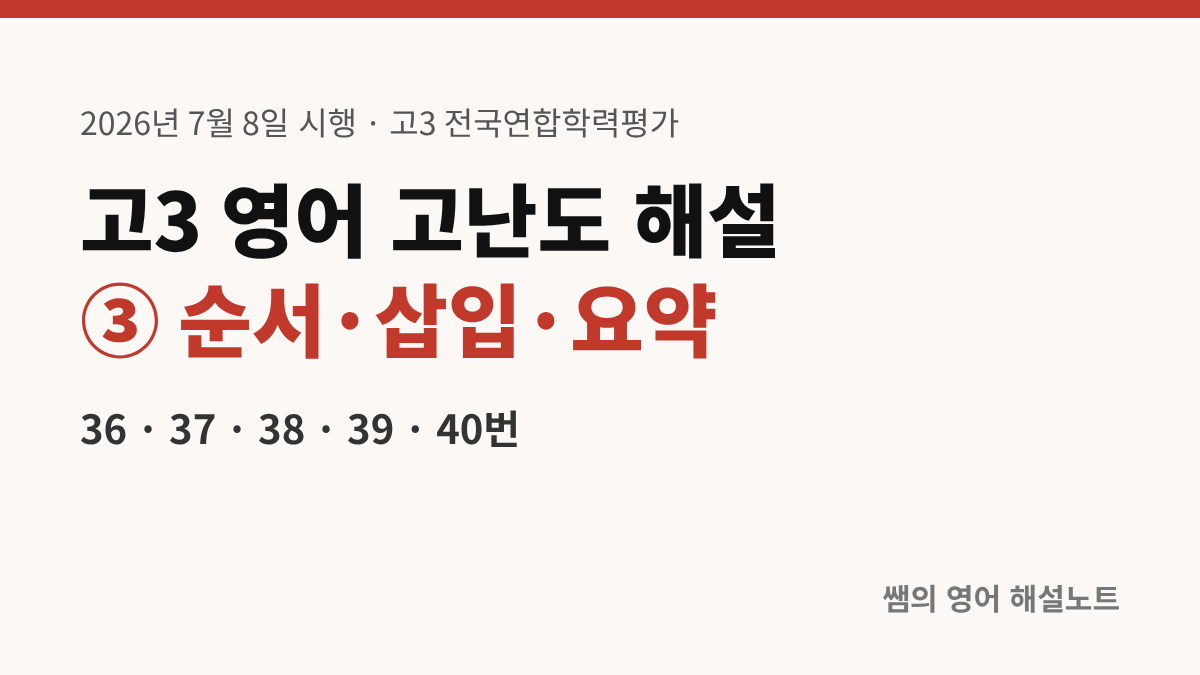 2026년 7월 8일 시행 · 고3 전국연합학력평가
고3 영어 고난도 해설
③ 순서·삽입·요약
36 · 37 · 38 · 39 · 40번
쌤의 영어 해설노트